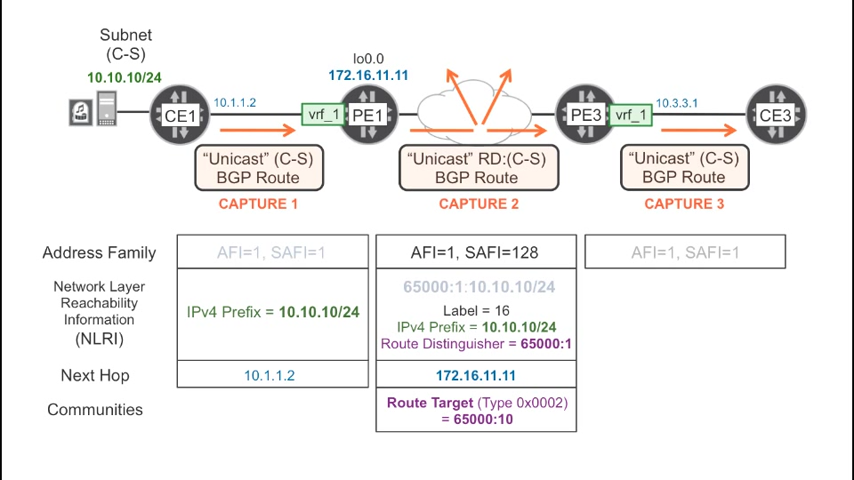 Subnet
(C-S)
10.10.10/24
lo0.0
172.16.11.11
CE1
10.1.1.2
vrf_1
PE1
PE3
vrf_1
10.3.3.1
CE3
“Unicast” (C-S)
BGP Route
“Unicast” RD:(C-S)
BGP Route
“Unicast” (C-S)
BGP Route
CAPTURE 1
CAPTURE 2
CAPTURE 3
Address Family
AFI=1, SAFI=1
AFI=1, SAFI=128
AFI=1, SAFI=1
Network Layer
Reachability
Information
(NLRI)
IPv4 Prefix = 10.10.10/24
65000:1:10.10.10/24
Label = 16
IPv4 Prefix = 10.10.10/24
Route Distinguisher = 65000:1
Next Hop
10.1.1.2
172.16.11.11
Communities
Route Target (Type 0x0002)
= 65000:10